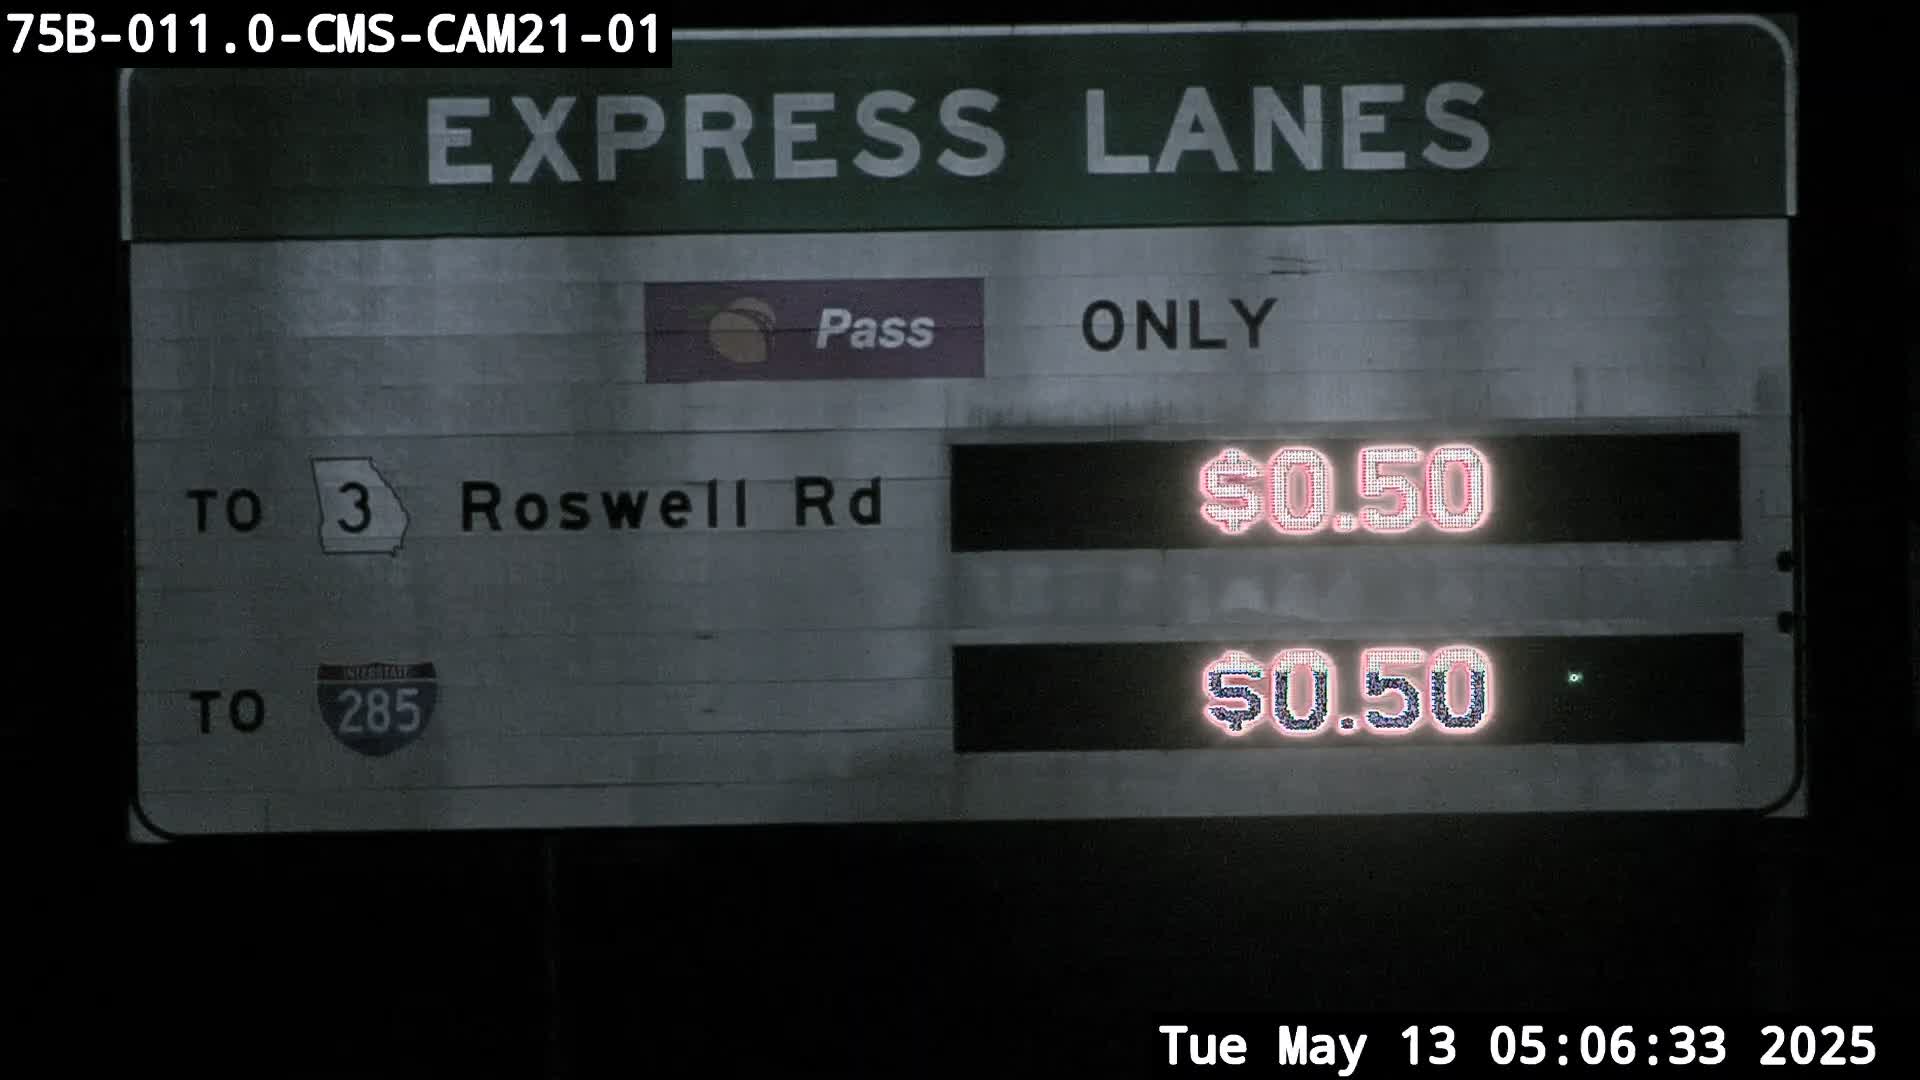 75B-011.0-CMS-CAM21-01
EXPRESS LANES
Pass ONLY
TO 3 Roswell Rd $0.50
TO INTERSTATE 285 $0.50
Tue May 13 05:06:33 2025